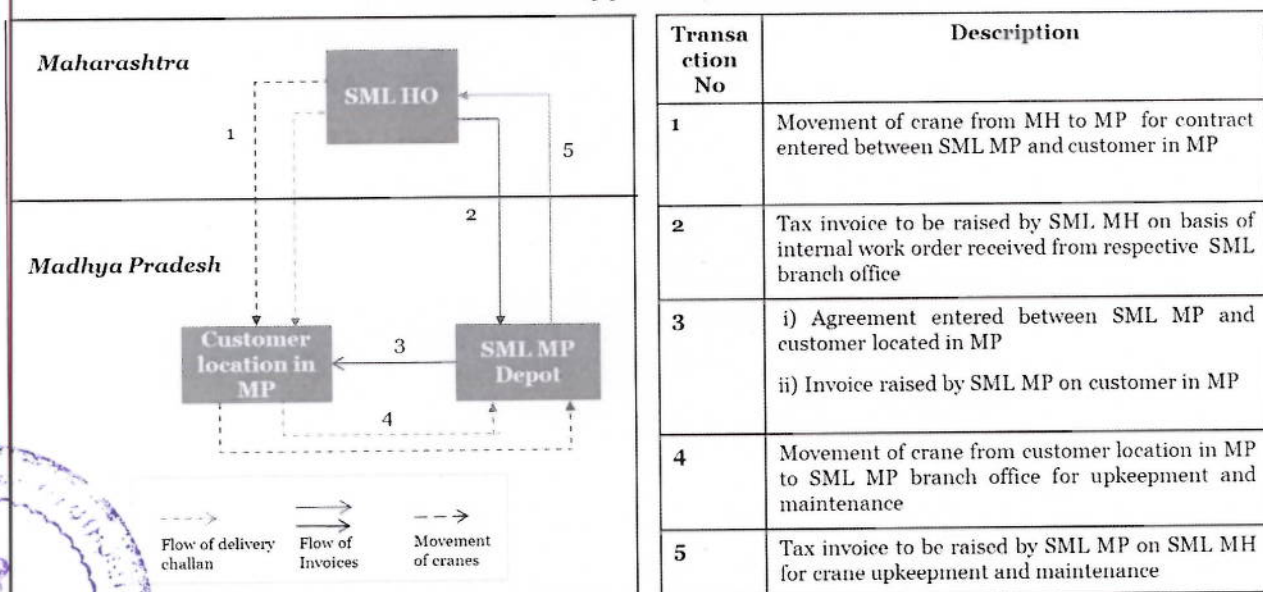 Maharashtra
SML HO
1
5
2
Madhya Pradesh
Customer
location in
MP
3
SML MP
Depot
4
Flow of delivery
challan
Flow of
Invoices
Movement
of cranes
Transa
ction
No
Description
1
Movement of crane from MH to MP for contract
entered between SML MP and customer in MP
2
Tax invoice to be raised by SML MH on basis of
internal work order received from respective SML
branch office
3
i) Agreement entered between SML MP and
customer located in MP
ii) Invoice raised by SML MP on customer in MP
4
Movement of crane from customer location in MP
to SML MP branch office for upkeepment and
maintenance
5
Tax invoice to be raised by SML MP on SML MH
for crane upkeepment and maintenance